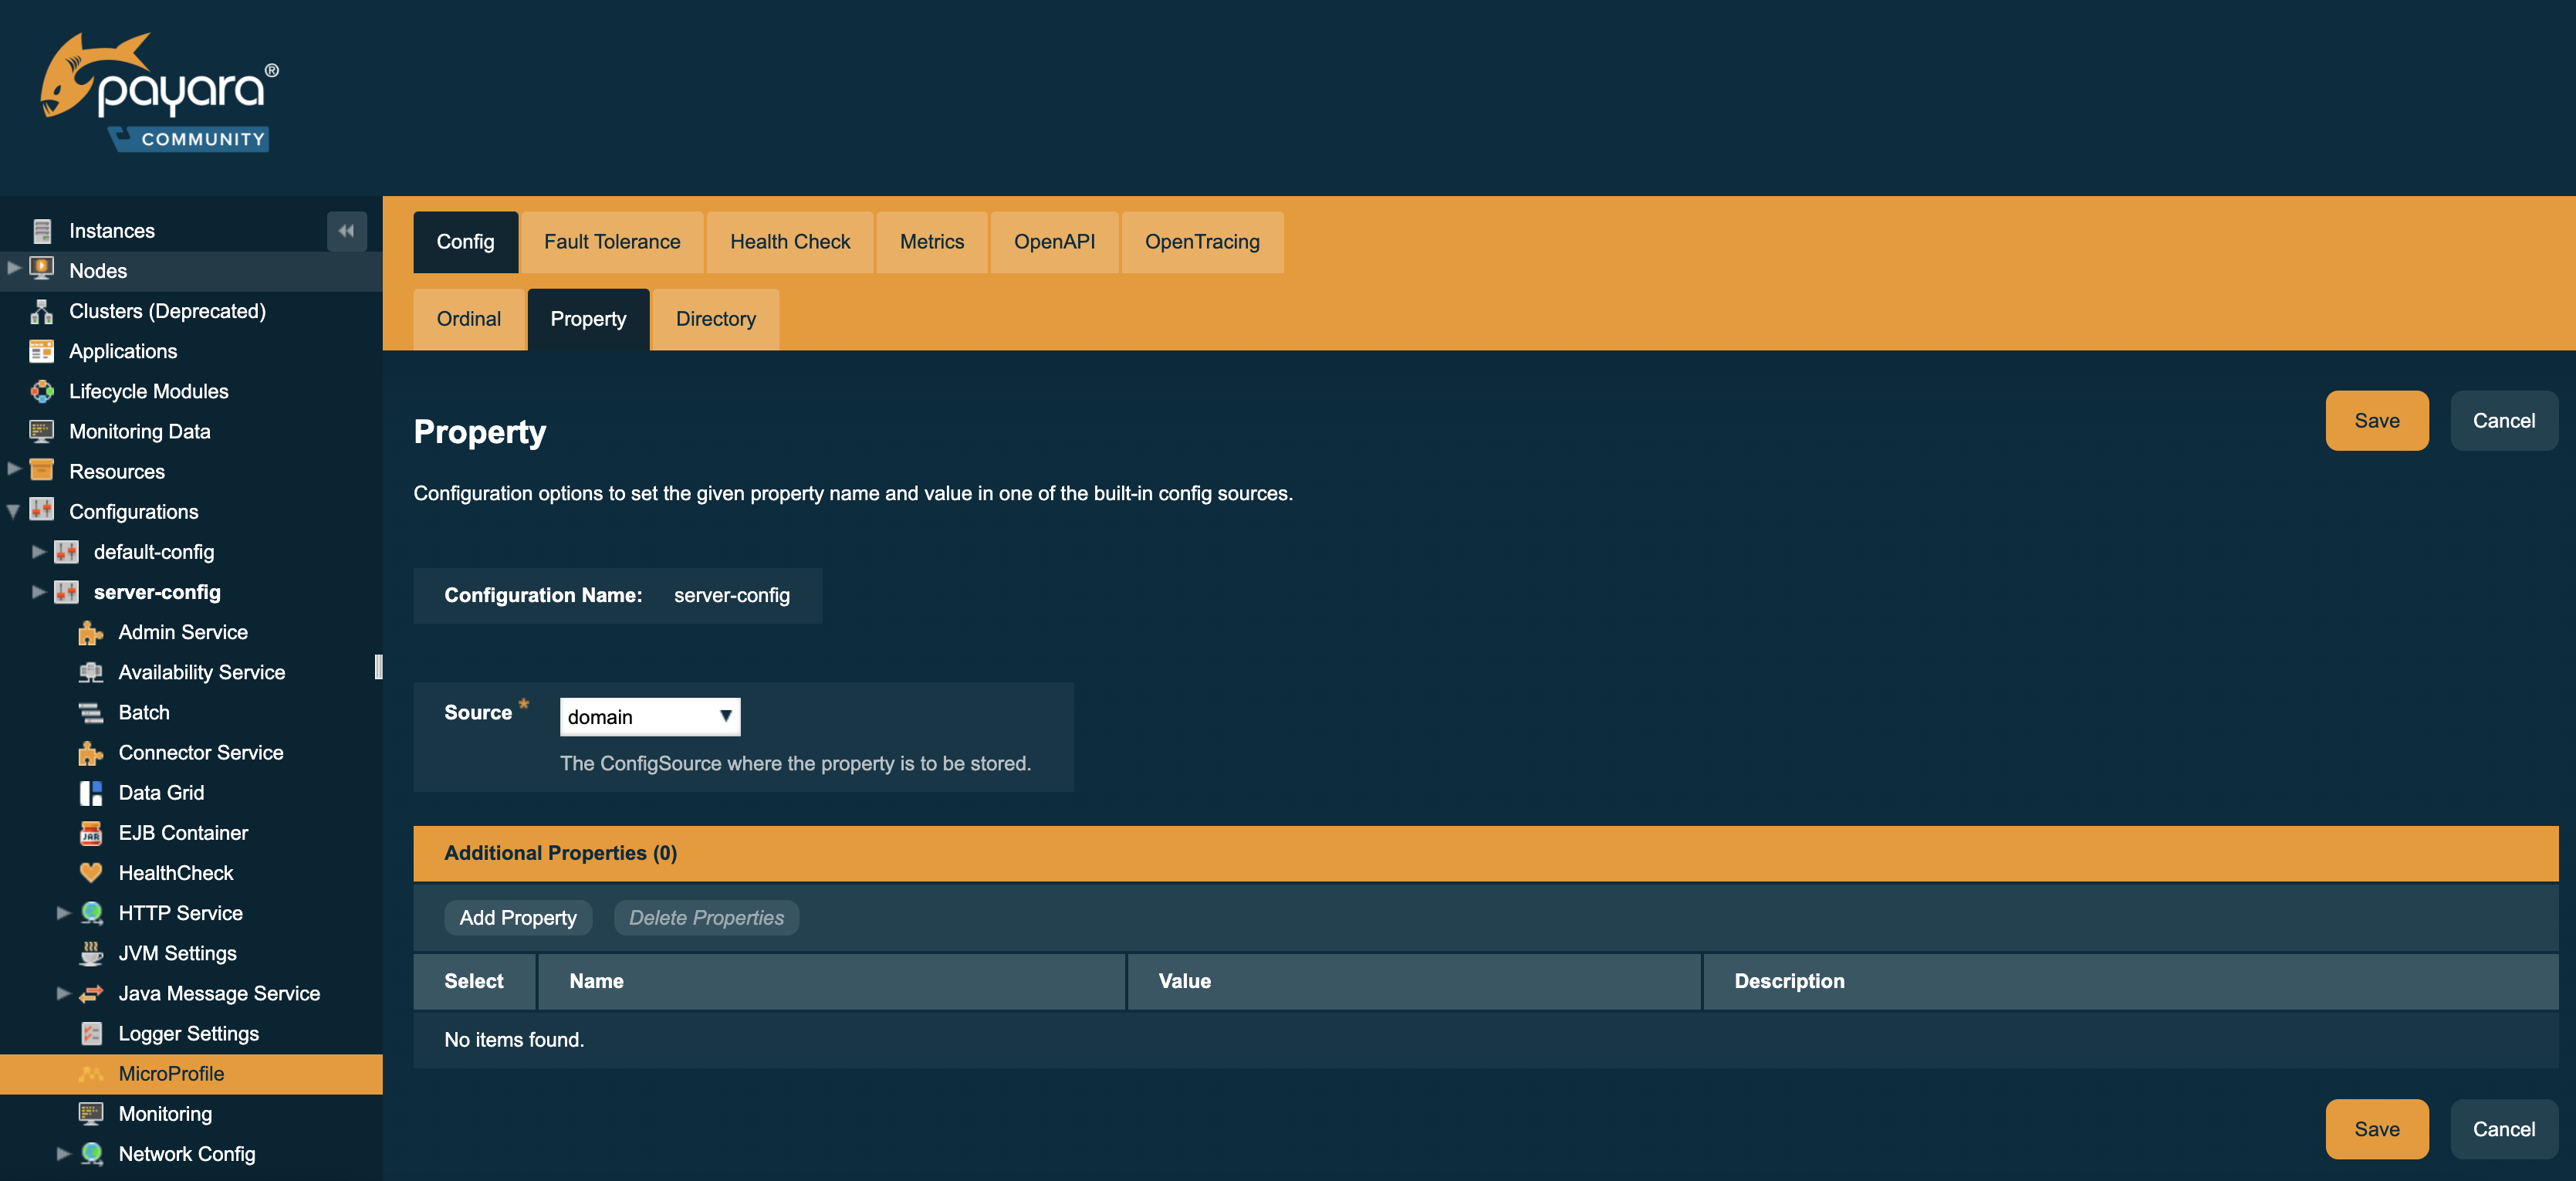 payara®
COMMUNITY
Instances
Nodes
Clusters (Deprecated)
Applications
Lifecycle Modules
Monitoring Data
Resources
Configurations
default-config
server-config
Admin Service
Availability Service
Batch
Connector Service
Data Grid
EJB Container
JAR
HealthCheck
HTTP Service
JVM Settings
Java Message Service
Logger Settings
MicroProfile
Monitoring
Network Config
Config Fault Tolerance Health Check Metrics OpenAPI OpenTracing
Ordinal Property Directory
Save Cancel
Property
Configuration options to set the given property name and value in one of the built-in config sources.
Configuration Name: server-config
Source * domain
The ConfigSource where the property is to be stored.
Additional Properties (0)
Add Property Delete Properties
Select Name Value Description
No items found.
Save Cancel